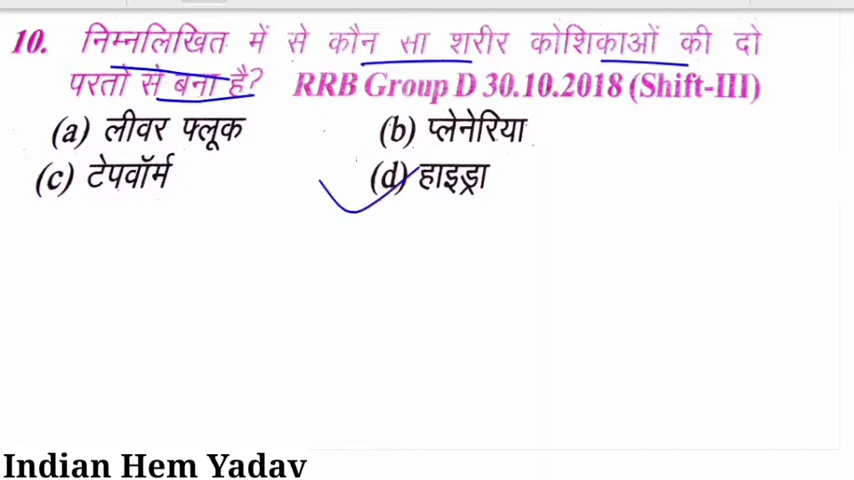 10. निम्नलिखित में से कौन सा शरीर कोशिकाओं की दो
परतो से बना है? RRB Group D 30.10.2018 (Shift-III)
(a) लीवर फ्लूक (b) प्लेनेरिया
(c) टेपवॉर्म (d) हाइड्रा
Indian Hem Yadav